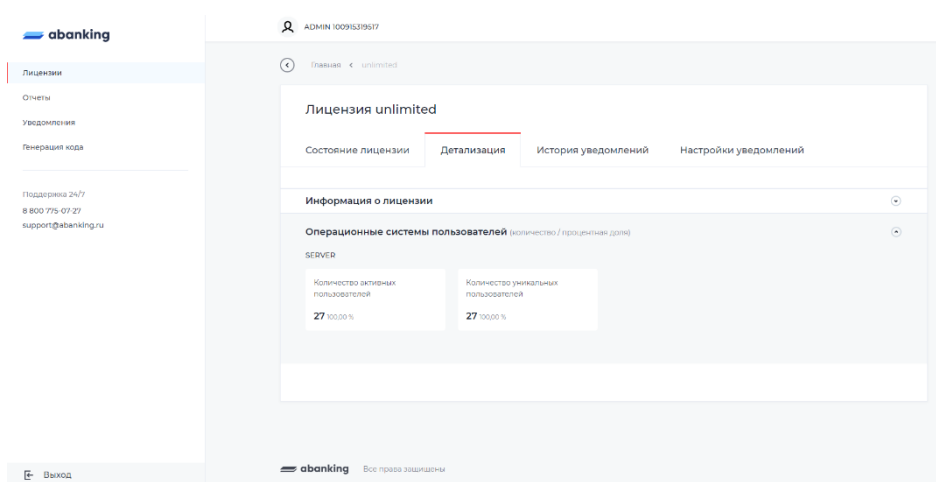 abanking
ADMIN 100915319517
Лицензии
Отчеты
Уведомления
Генерация кода
Поддержка 24/7
8 800 775-07-27
support@abanking.ru
Выход
Главная < unlimited
Лицензия unlimited
Состояние лицензии Детализация История уведомлений Настройки уведомлений
Информация о лицензии
Операционные системы пользователей (количество / процентная доля)
SERVER
Количество активных
пользователей
27 100,00 %
Количество уникальных
пользователей
27 100,00 %
abanking Все права защищены